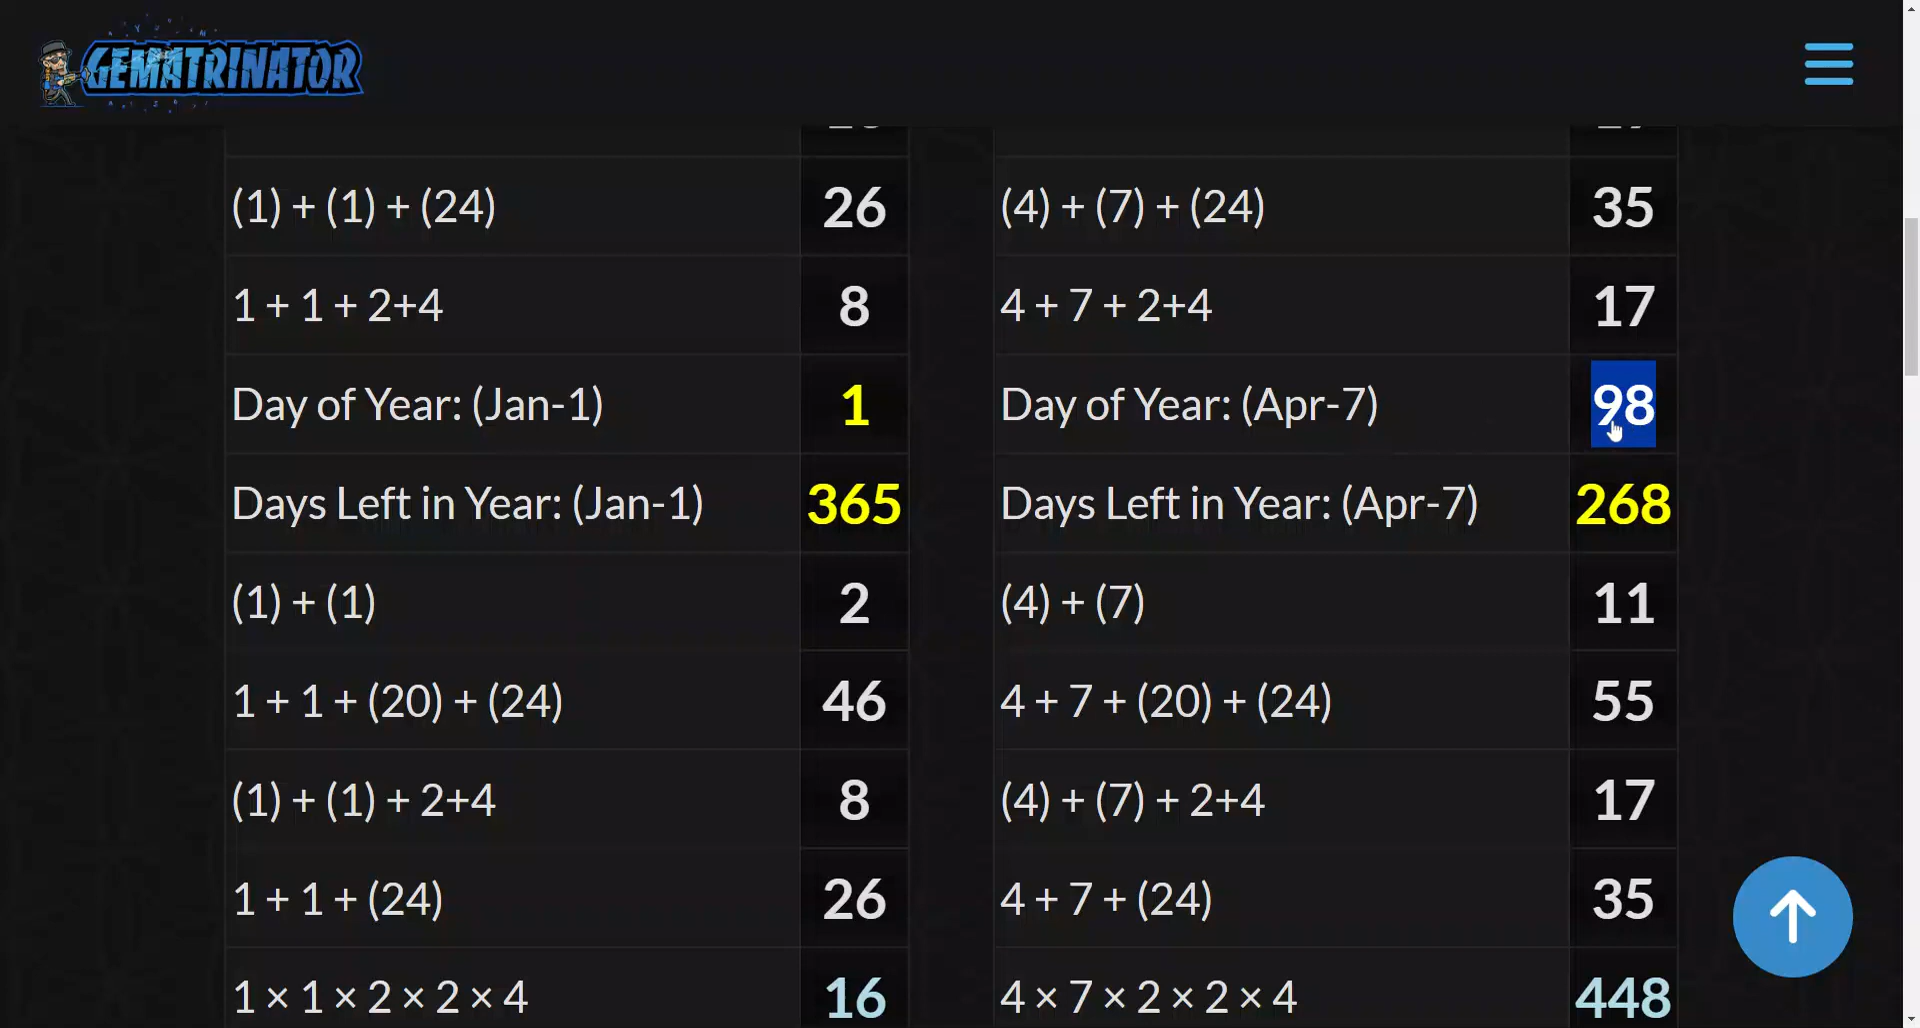 GEMATRINATOR
(1) + (1) + (24) 26 (4) + (7) + (24) 35
1 + 1 + 2+4 8 4 + 7 + 2+4 17
Day of Year: (Jan-1) 1 Day of Year: (Apr-7) 98
Days Left in Year: (Jan-1) 365 Days Left in Year: (Apr-7) 268
(1) + (1) 2 (4) + (7) 11
1 + 1 + (20) + (24) 46 4 + 7 + (20) + (24) 55
(1) + (1) + 2+4 8 (4) + (7) + 2+4 17
1 + 1 + (24) 26 4 + 7 + (24) 35
1 × 1 × 2 × 2 × 4 16 4 × 7 × 2 × 2 × 4 448